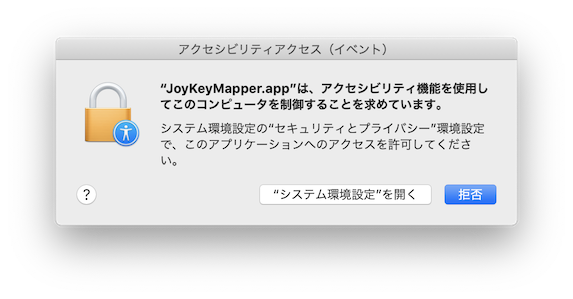 アクセシビリティアクセス（イベント）
“JoyKeyMapper.app”は、アクセシビリティ機能を使用し
てこのコンピュータを制御することを求めています。
システム環境設定の“セキュリティとプライバシー”環境設定
で、このアプリケーションへのアクセスを許可してくださ
い。
?
“システム環境設定”を開く
拒否